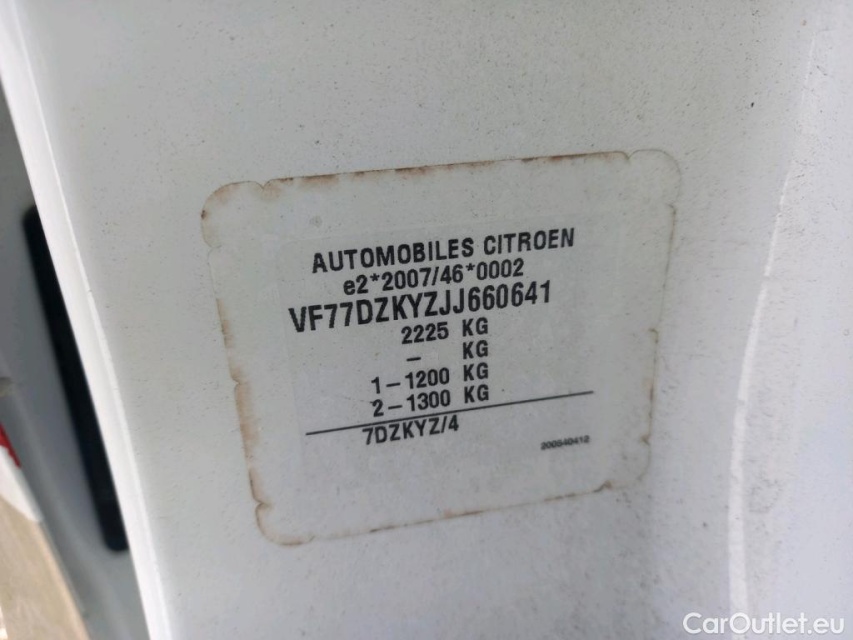 AUTOMOBILES CITROEN
e2*2007/46*0002
VF77DZKYZJJ660641
2225 KG
– KG
1–1200 KG
2–1300 KG
7DZKYZ/4
CarOutlet.eu